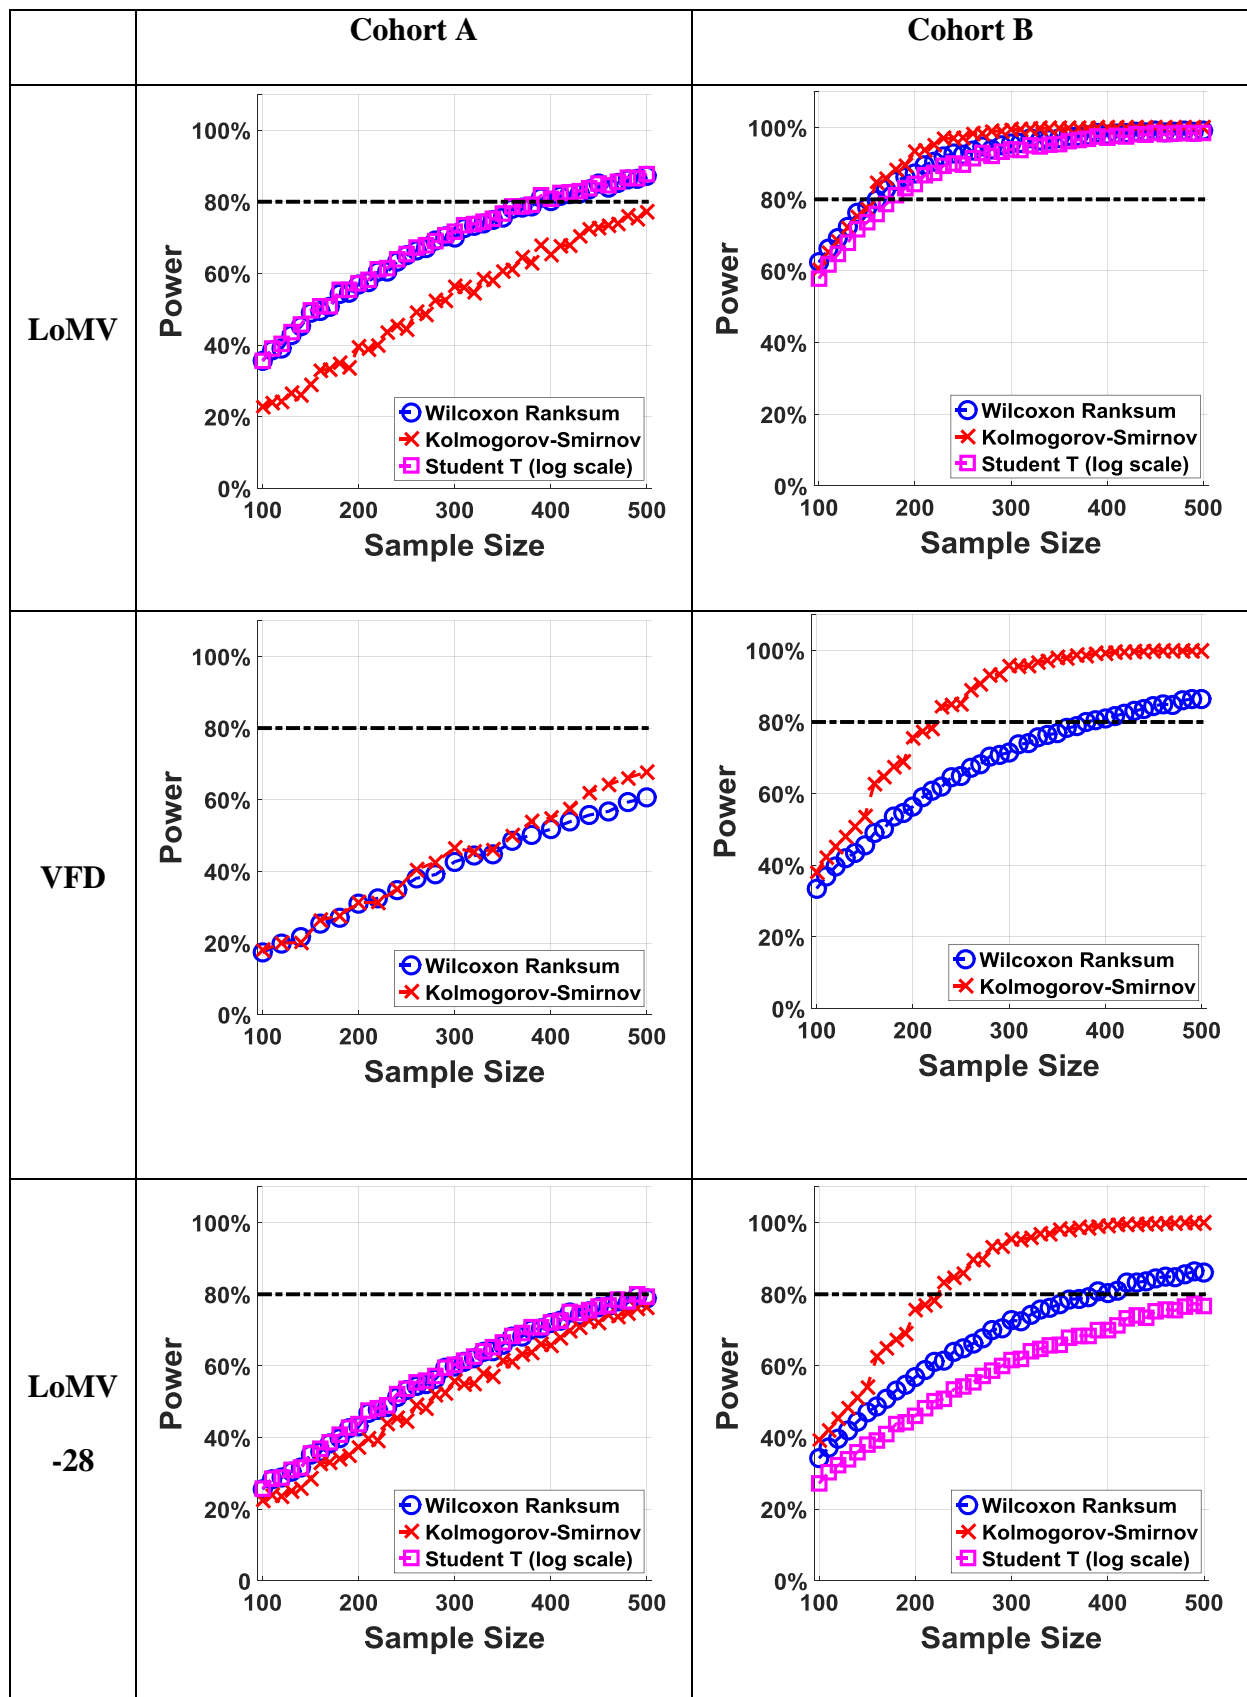 Cohort A
Cohort B
LoMV
100%
80%
60%
40%
20%
0%
100 200 300 400 500
Power
Sample Size
Wilcoxon Ranksum
Kolmogorov-Smirnov
Student T (log scale)
100%
80%
60%
40%
20%
0%
100 200 300 400 500
Power
Sample Size
Wilcoxon Ranksum
Kolmogorov-Smirnov
Student T (log scale)
VFD
100%
80%
60%
40%
20%
0%
100 200 300 400 500
Power
Sample Size
Wilcoxon Ranksum
Kolmogorov-Smirnov
100%
80%
60%
40%
20%
0%
100 200 300 400 500
Power
Sample Size
Wilcoxon Ranksum
Kolmogorov-Smirnov
LoMV
-28
100%
80%
60%
40%
20%
0
100 200 300 400 500
Power
Sample Size
Wilcoxon Ranksum
Kolmogorov-Smirnov
Student T (log scale)
100%
80%
60%
40%
20%
0%
100 200 300 400 500
Power
Sample Size
Wilcoxon Ranksum
Kolmogorov-Smirnov
Student T (log scale)